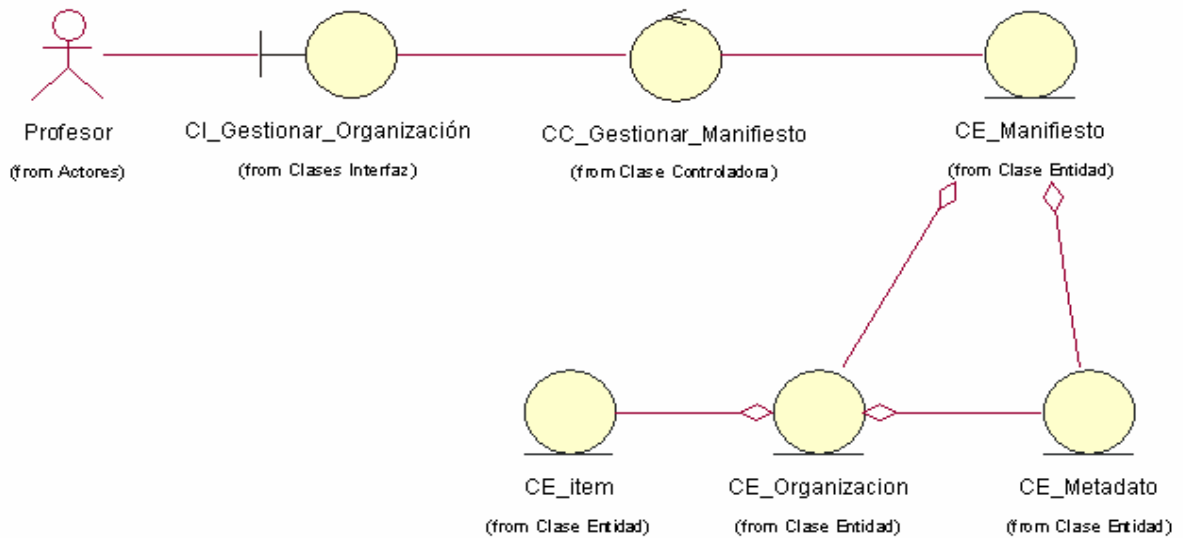 Profesor
(from Actores)
CI_Gestionar_Organización
(from Clases Interfaz)
CC_Gestionar_Manifiesto
(from Clase Controladora)
CE_Manifiesto
(from Clase Entidad)
CE_item
(from Clase Entidad)
CE_Organizacion
(from Clase Entidad)
CE_Metadato
(from Clase Entidad)